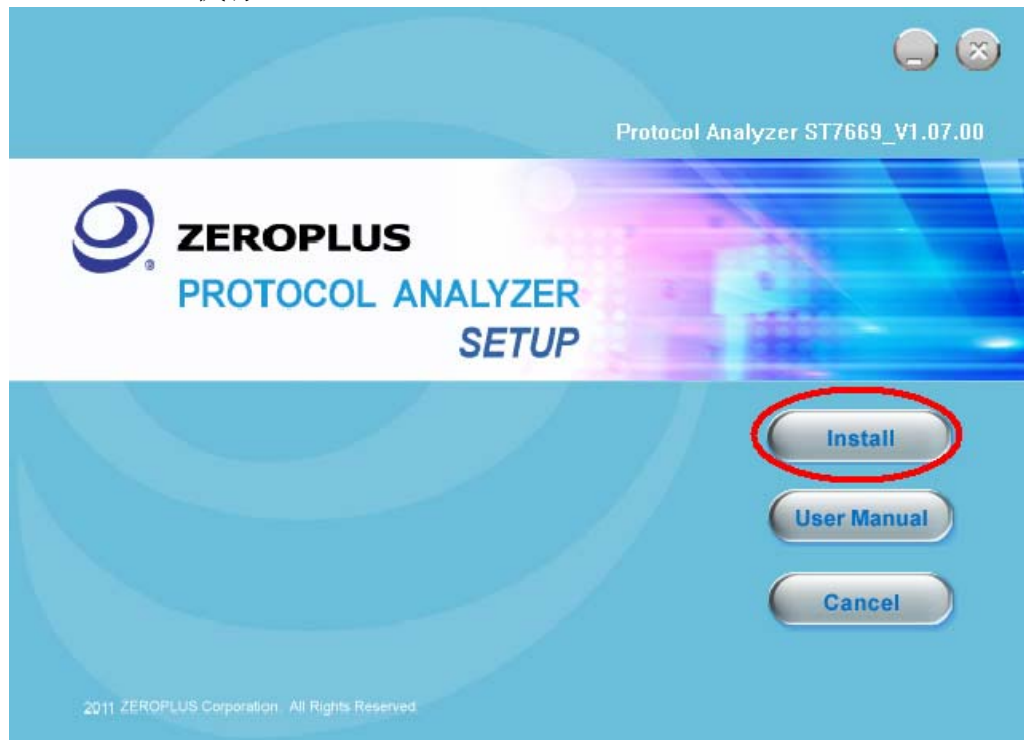 Protocol Analyzer ST7669_V1.07.00
ZEROPLUS
PROTOCOL ANALYZER
SETUP
Install
User Manual
Cancel
2011 ZEROPLUS Corporation. All Rights Reserved.